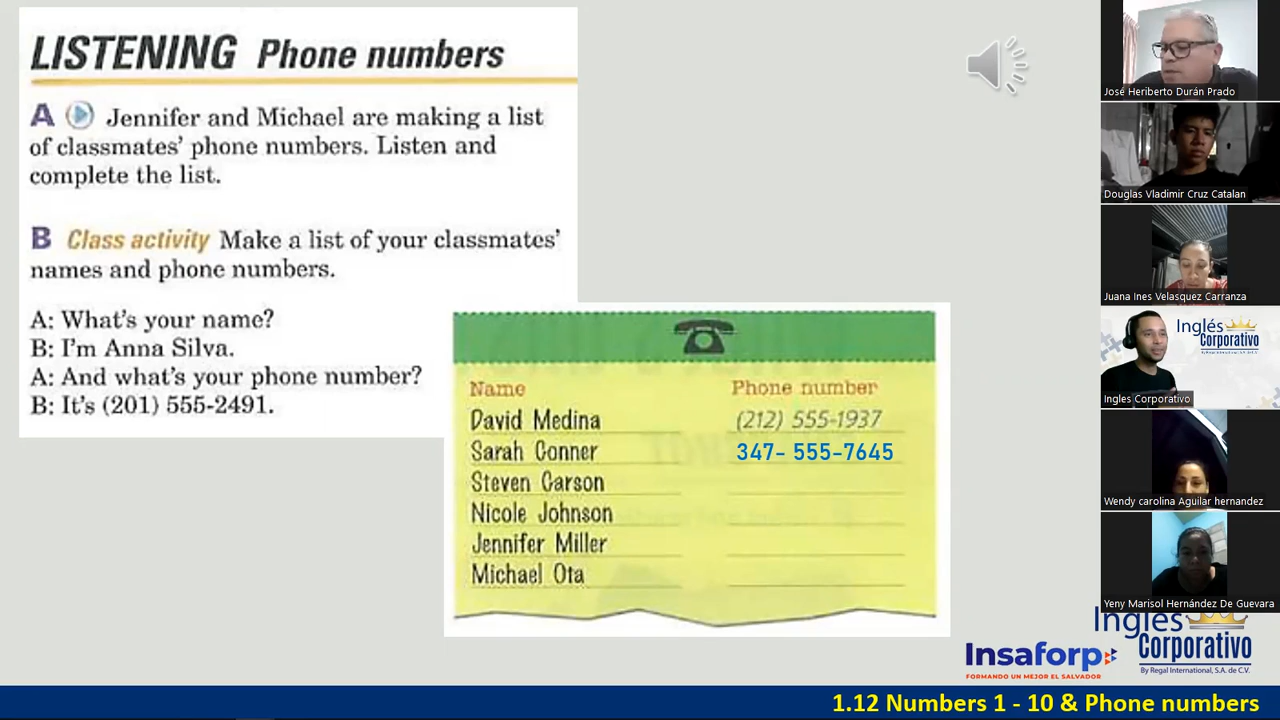 LISTENING Phone numbers
A Jennifer and Michael are making a list
of classmates' phone numbers. Listen and
complete the list.
B Class activity Make a list of your classmates'
names and phone numbers.
A: What's your name?
B: I'm Anna Silva.
A: And what's your phone number?
B: It's (201) 555-2491.
Name Phone number
David Medina (212) 555-1937
Sarah Conner 347- 555-7645
Steven Carson
Nicole Johnson
Jennifer Miller
Michael Ota
José Heriberto Durán Prado
Douglas Vladimir Cruz Catalan
Juana Ines Velasquez Carranza
Inglés
Corporativo
By Regal International, S.A. de C.V.
Ingles Corporativo
Wendy carolina Aguilar hernandez
Yeny Marisol Hernández De Guevara
Insaforp
FORMANDO UN MEJOR EL SALVADOR
Inglés
Corporativo
By Regal International, S.A. de C.V.
1.12 Numbers 1 - 10 & Phone numbers